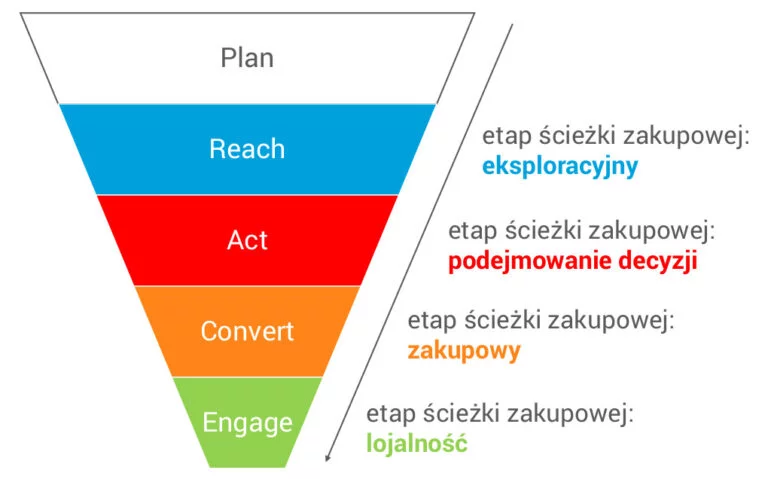 Plan
Reach
etap ścieżki zakupowej:
eksploracyjny
Act
etap ścieżki zakupowej:
podejmowanie decyzji
Convert
etap ścieżki zakupowej:
zakupowy
Engage
etap ścieżki zakupowej:
lojalność